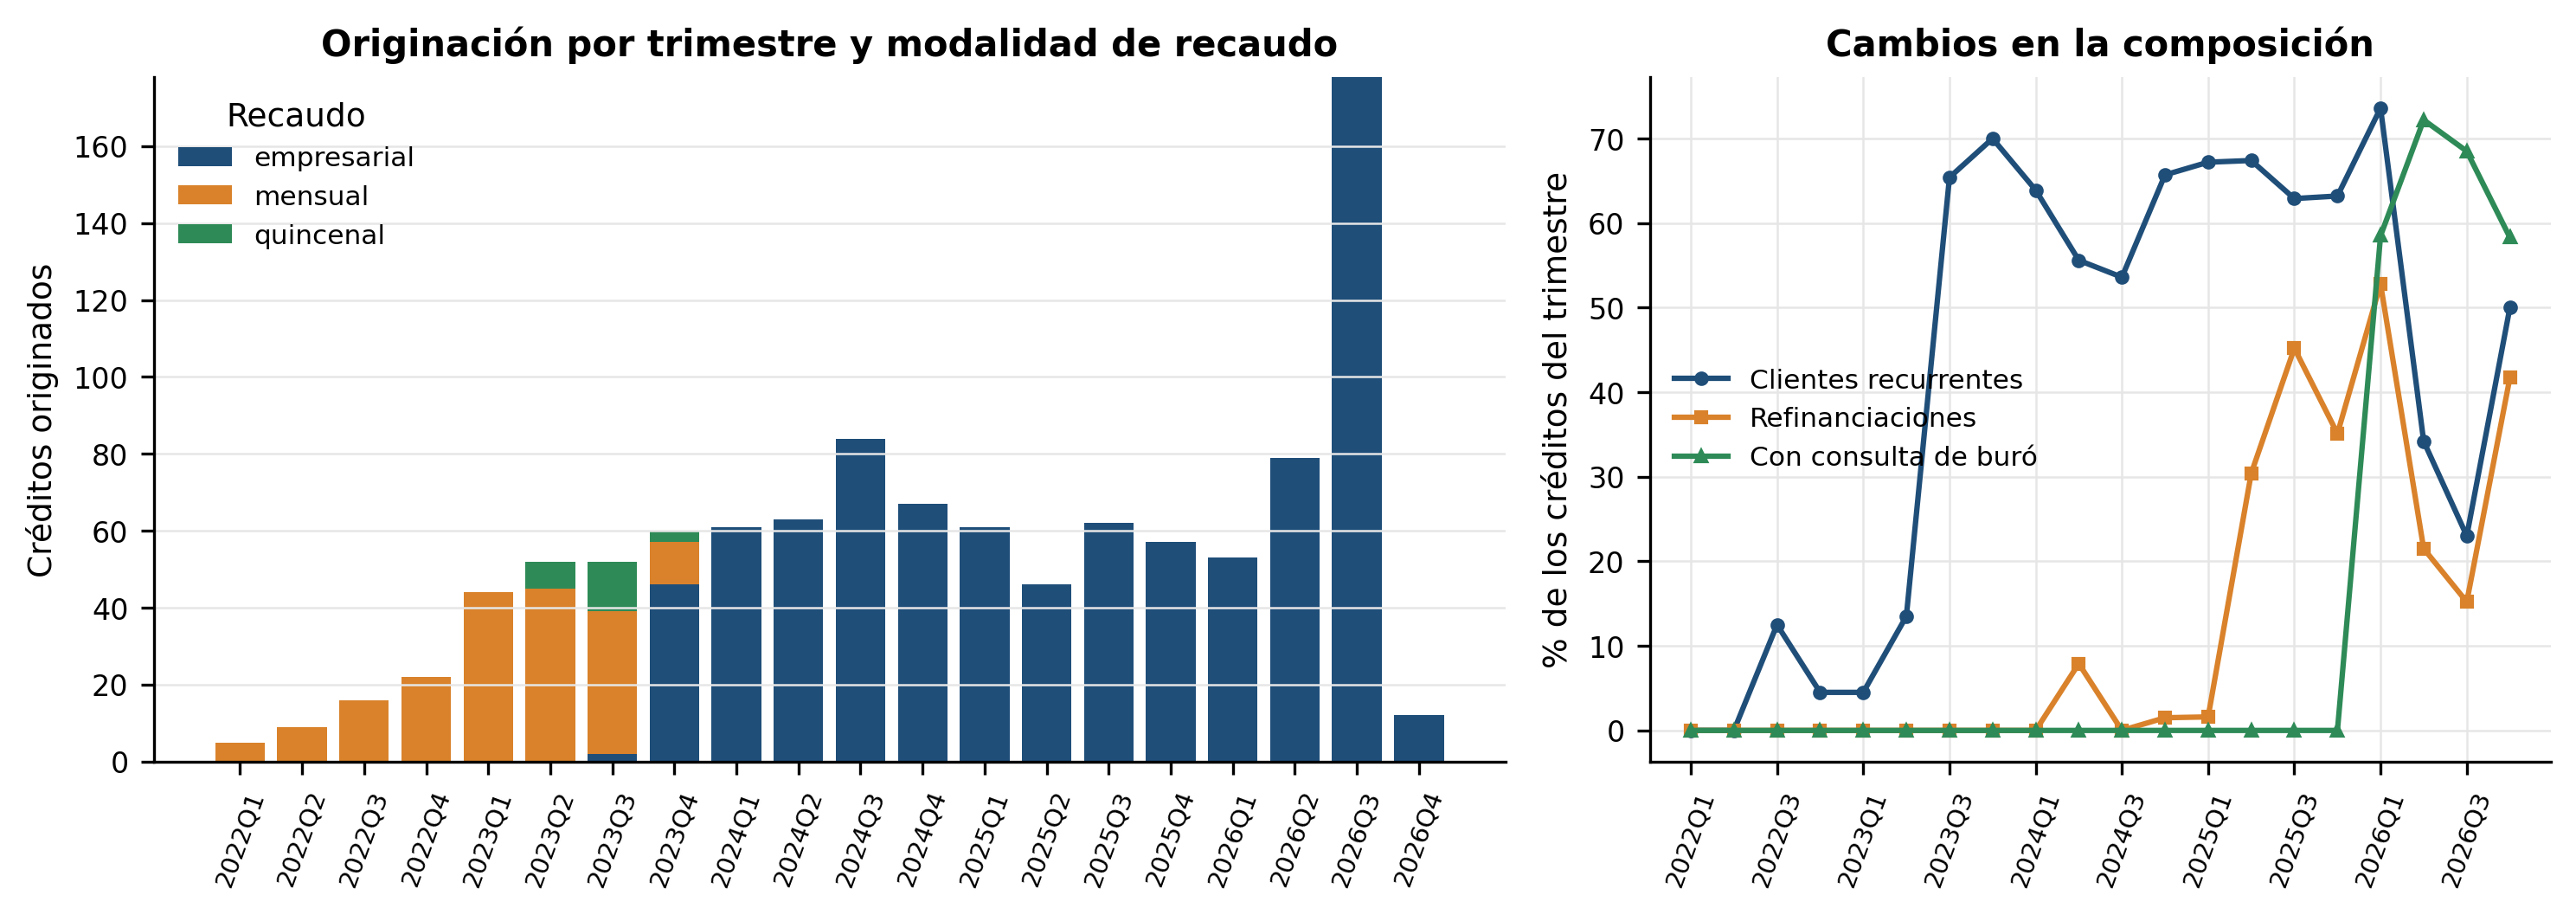 Originación por trimestre y modalidad de recaudo
Créditos originados
160
140
120
100
80
60
40
20
0
Recaudo
empresarial
mensual
quincenal
2022Q1
2022Q2
2022Q3
2022Q4
2023Q1
2023Q2
2023Q3
2023Q4
2024Q1
2024Q2
2024Q3
2024Q4
2025Q1
2025Q2
2025Q3
2025Q4
2026Q1
2026Q2
2026Q3
2026Q4
Cambios en la composición
% de los créditos del trimestre
70
60
50
40
30
20
10
0
Clientes recurrentes
Refinanciaciones
Con consulta de buró
2022Q1
2022Q3
2023Q1
2023Q3
2024Q1
2024Q3
2025Q1
2025Q3
2026Q1
2026Q3